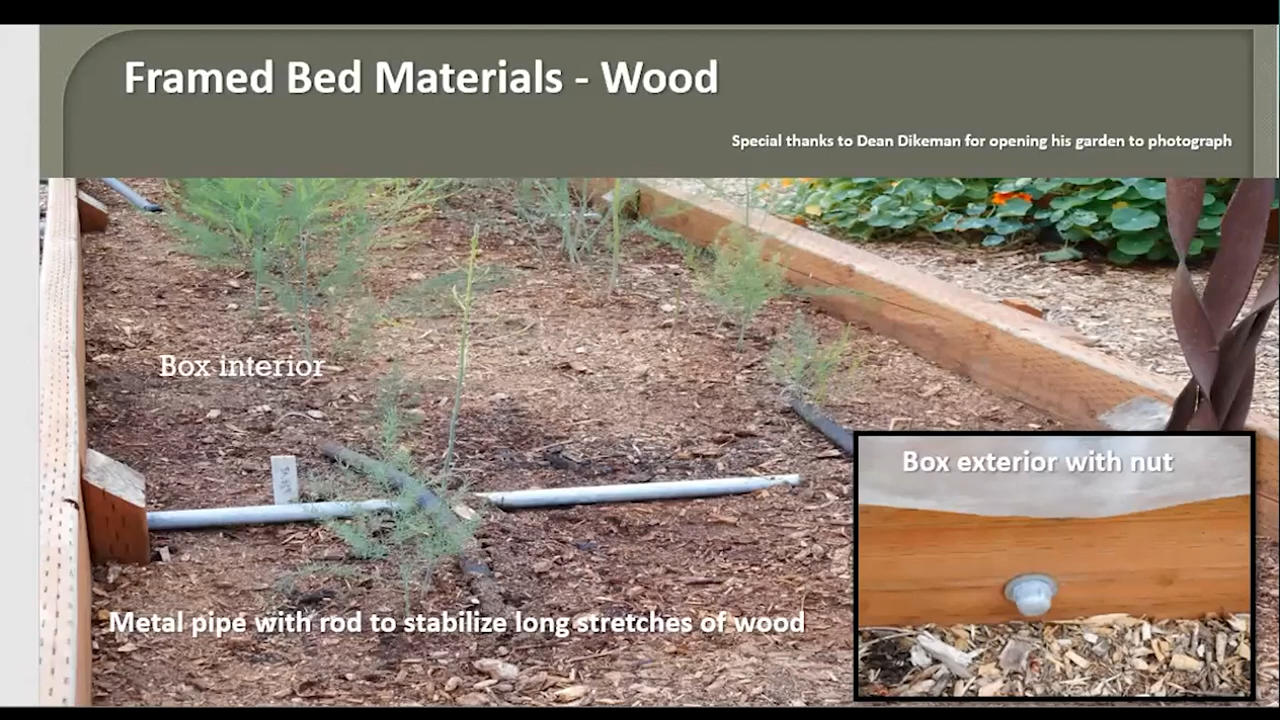 Framed Bed Materials - Wood
Special thanks to Dean Dikeman for opening his garden to photograph
Box interior
Box exterior with nut
Metal pipe with rod to stabilize long stretches of wood